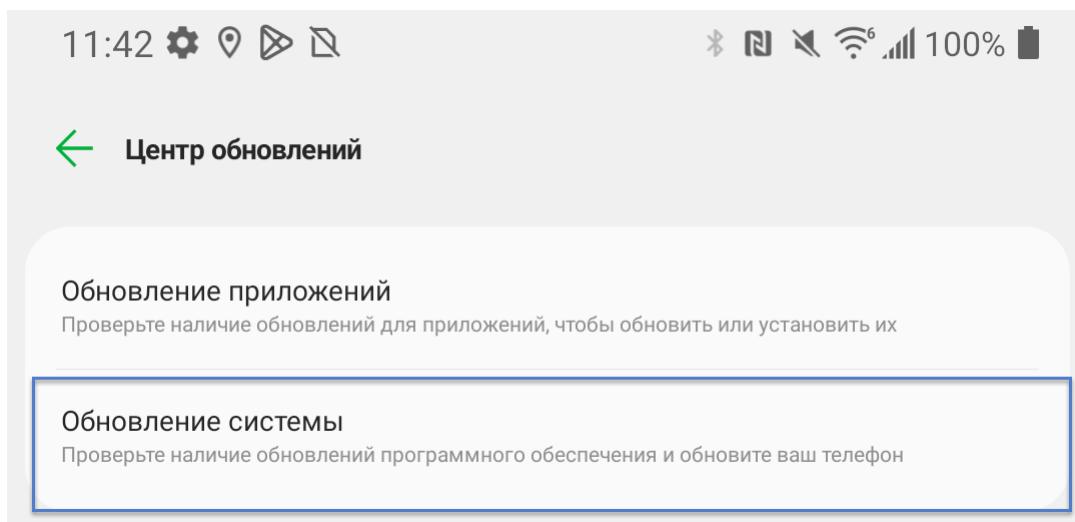 11:42 6 100%
Центр обновлений
Обновление приложений
Проверьте наличие обновлений для приложений, чтобы обновить или установить их
Обновление системы
Проверьте наличие обновлений программного обеспечения и обновите ваш телефон